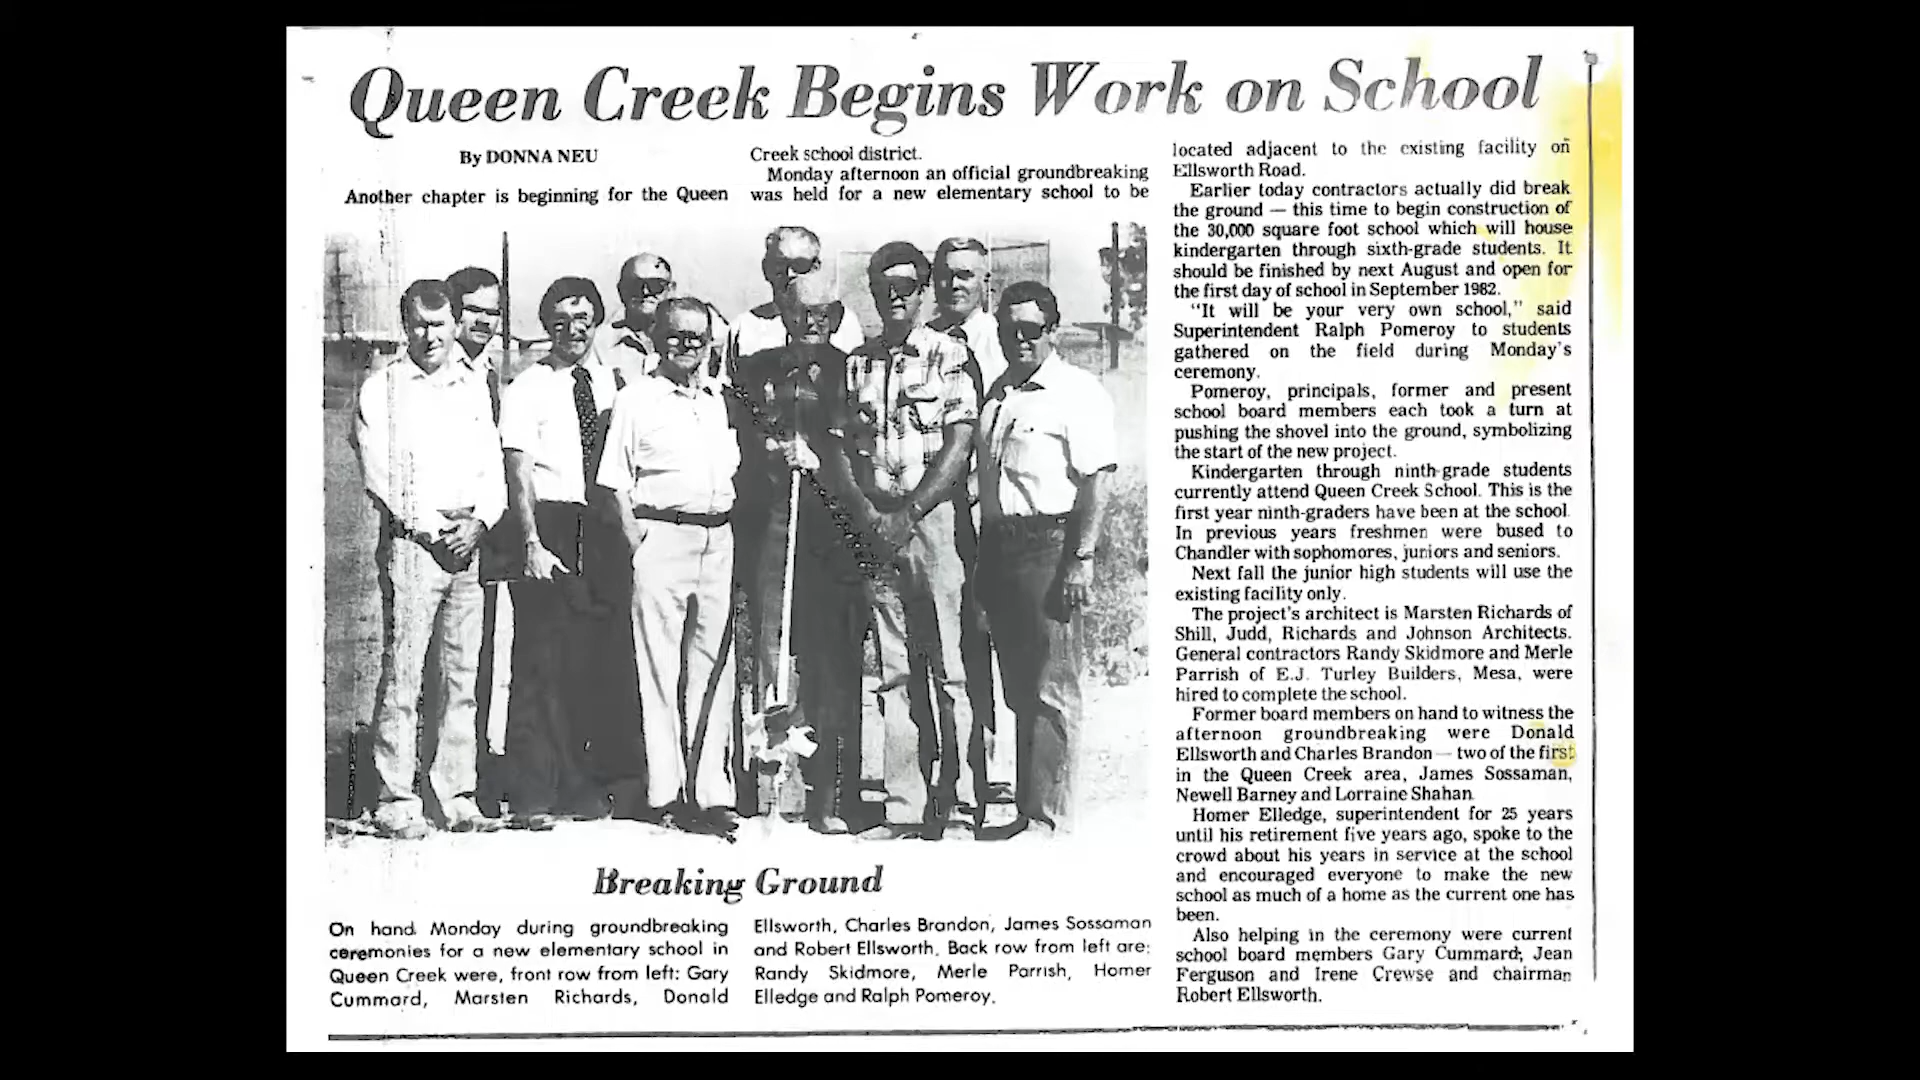 Queen Creek Begins Work on School
By DONNA NEU
Another chapter is beginning for the Queen
Creek school district.
Monday afternoon an official groundbreaking
was held for a new elementary school to be
located adjacent to the existing facility on
Ellsworth Road.
Earlier today contractors actually did break
the ground — this time to begin construction of
the 30,000 square foot school which will house
kindergarten through sixth-grade students. It
should be finished by next August and open for
the first day of school in September 1982.
"It will be your very own school," said
Superintendent Ralph Pomeroy to students
gathered on the field during Monday's
ceremony.
Pomeroy, principals, former and present
school board members each took a turn at
pushing the shovel into the ground, symbolizing
the start of the new project.
Kindergarten through ninth-grade students
currently attend Queen Creek School. This is the
first year ninth-graders have been at the school.
In previous years freshmen were bused to
Chandler with sophomores, juniors and seniors.
Next fall the junior high students will use the
existing facility only.
The project's architect is Marsten Richards of
Shill, Judd, Richards and Johnson Architects.
General contractors Randy Skidmore and Merle
Parrish of E.J. Turley Builders, Mesa, were
hired to complete the school.
Former board members on hand to witness the
afternoon groundbreaking were Donald
Ellsworth and Charles Brandon — two of the first
in the Queen Creek area, James Sossaman,
Newell Barney and Lorraine Shahan.
Homer Elledge, superintendent for 25 years
until his retirement five years ago, spoke to the
crowd about his years in service at the school
and encouraged everyone to make the new
school as much of a home as the current one has
been.
Also helping in the ceremony were current
school board members Gary Cummard, Jean
Ferguson and Irene Crewse and chairman
Robert Ellsworth.
Breaking Ground
On hand Monday during groundbreaking
ceremonies for a new elementary school in
Queen Creek were, front row from left: Gary
Cummard, Marsten Richards, Donald
Ellsworth, Charles Brandon, James Sossaman
and Robert Ellsworth. Back row from left are:
Randy Skidmore, Merle Parrish, Homer
Elledge and Ralph Pomeroy.